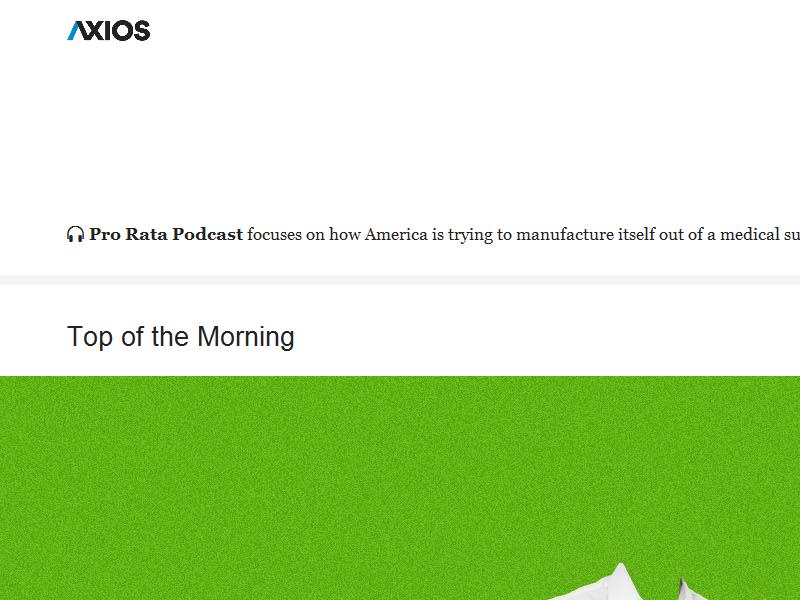 AXIOS
Pro Rata Podcast focuses on how America is trying to manufacture itself out of a medical su
Top of the Morning